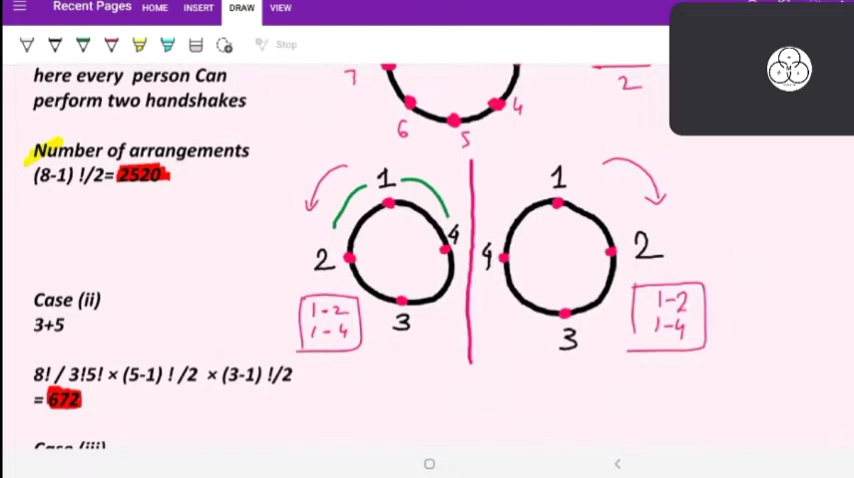 Recent Pages HOME INSERT DRAW VIEW
Stop
here every person Can
perform two handshakes
7
6
5
4
2
Number of arrangements
(8-1) !/2= 2520
1
2
3
4
1-2
1-4
1
2
3
4
1-2
1-4
Case (ii)
3+5
8! / 3!5! × (5-1) ! /2 × (3-1) !/2
= 672
Case (iii)